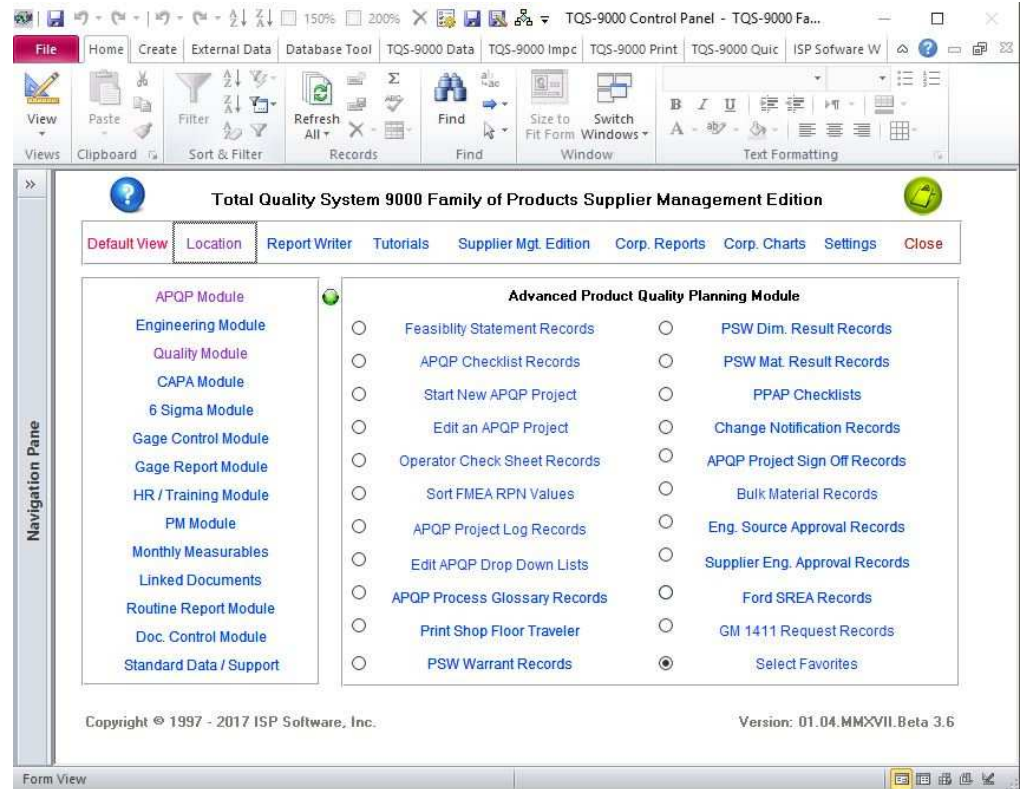 150% 200% TQS-9000 Control Panel - TQS-9000 Fa...
File Home Create External Data Database Tool TQS-9000 Data TQS-9000 Impc TQS-9000 Print TQS-9000 Quic ISP Sofware W
View Paste Filter Refresh All Find Size to Fit Form Switch Windows
Views Clipboard Sort & Filter Records Find Window Text Formatting
Navigation Pane
Total Quality System 9000 Family of Products Supplier Management Edition
Default View Location Report Writer Tutorials Supplier Mgt. Edition Corp. Reports Corp. Charts Settings Close
APQP Module
Engineering Module
Quality Module
CAPA Module
6 Sigma Module
Gage Control Module
Gage Report Module
HR / Training Module
PM Module
Monthly Measurables
Linked Documents
Routine Report Module
Doc. Control Module
Standard Data / Support
Advanced Product Quality Planning Module
Feasiblity Statement Records
APQP Checklist Records
Start New APQP Project
Edit an APQP Project
Operator Check Sheet Records
Sort FMEA RPN Values
APQP Project Log Records
Edit APQP Drop Down Lists
APQP Process Glossary Records
Print Shop Floor Traveler
PSW Warrant Records
PSW Dim. Result Records
PSW Mat. Result Records
PPAP Checklists
Change Notification Records
APQP Project Sign Off Records
Bulk Material Records
Eng. Source Approval Records
Supplier Eng. Approval Records
Ford SREA Records
GM 1411 Request Records
Select Favorites
Copyright © 1997 - 2017 ISP Software, Inc.
Version: 01.04.MMXVII.Beta 3.6
Form View